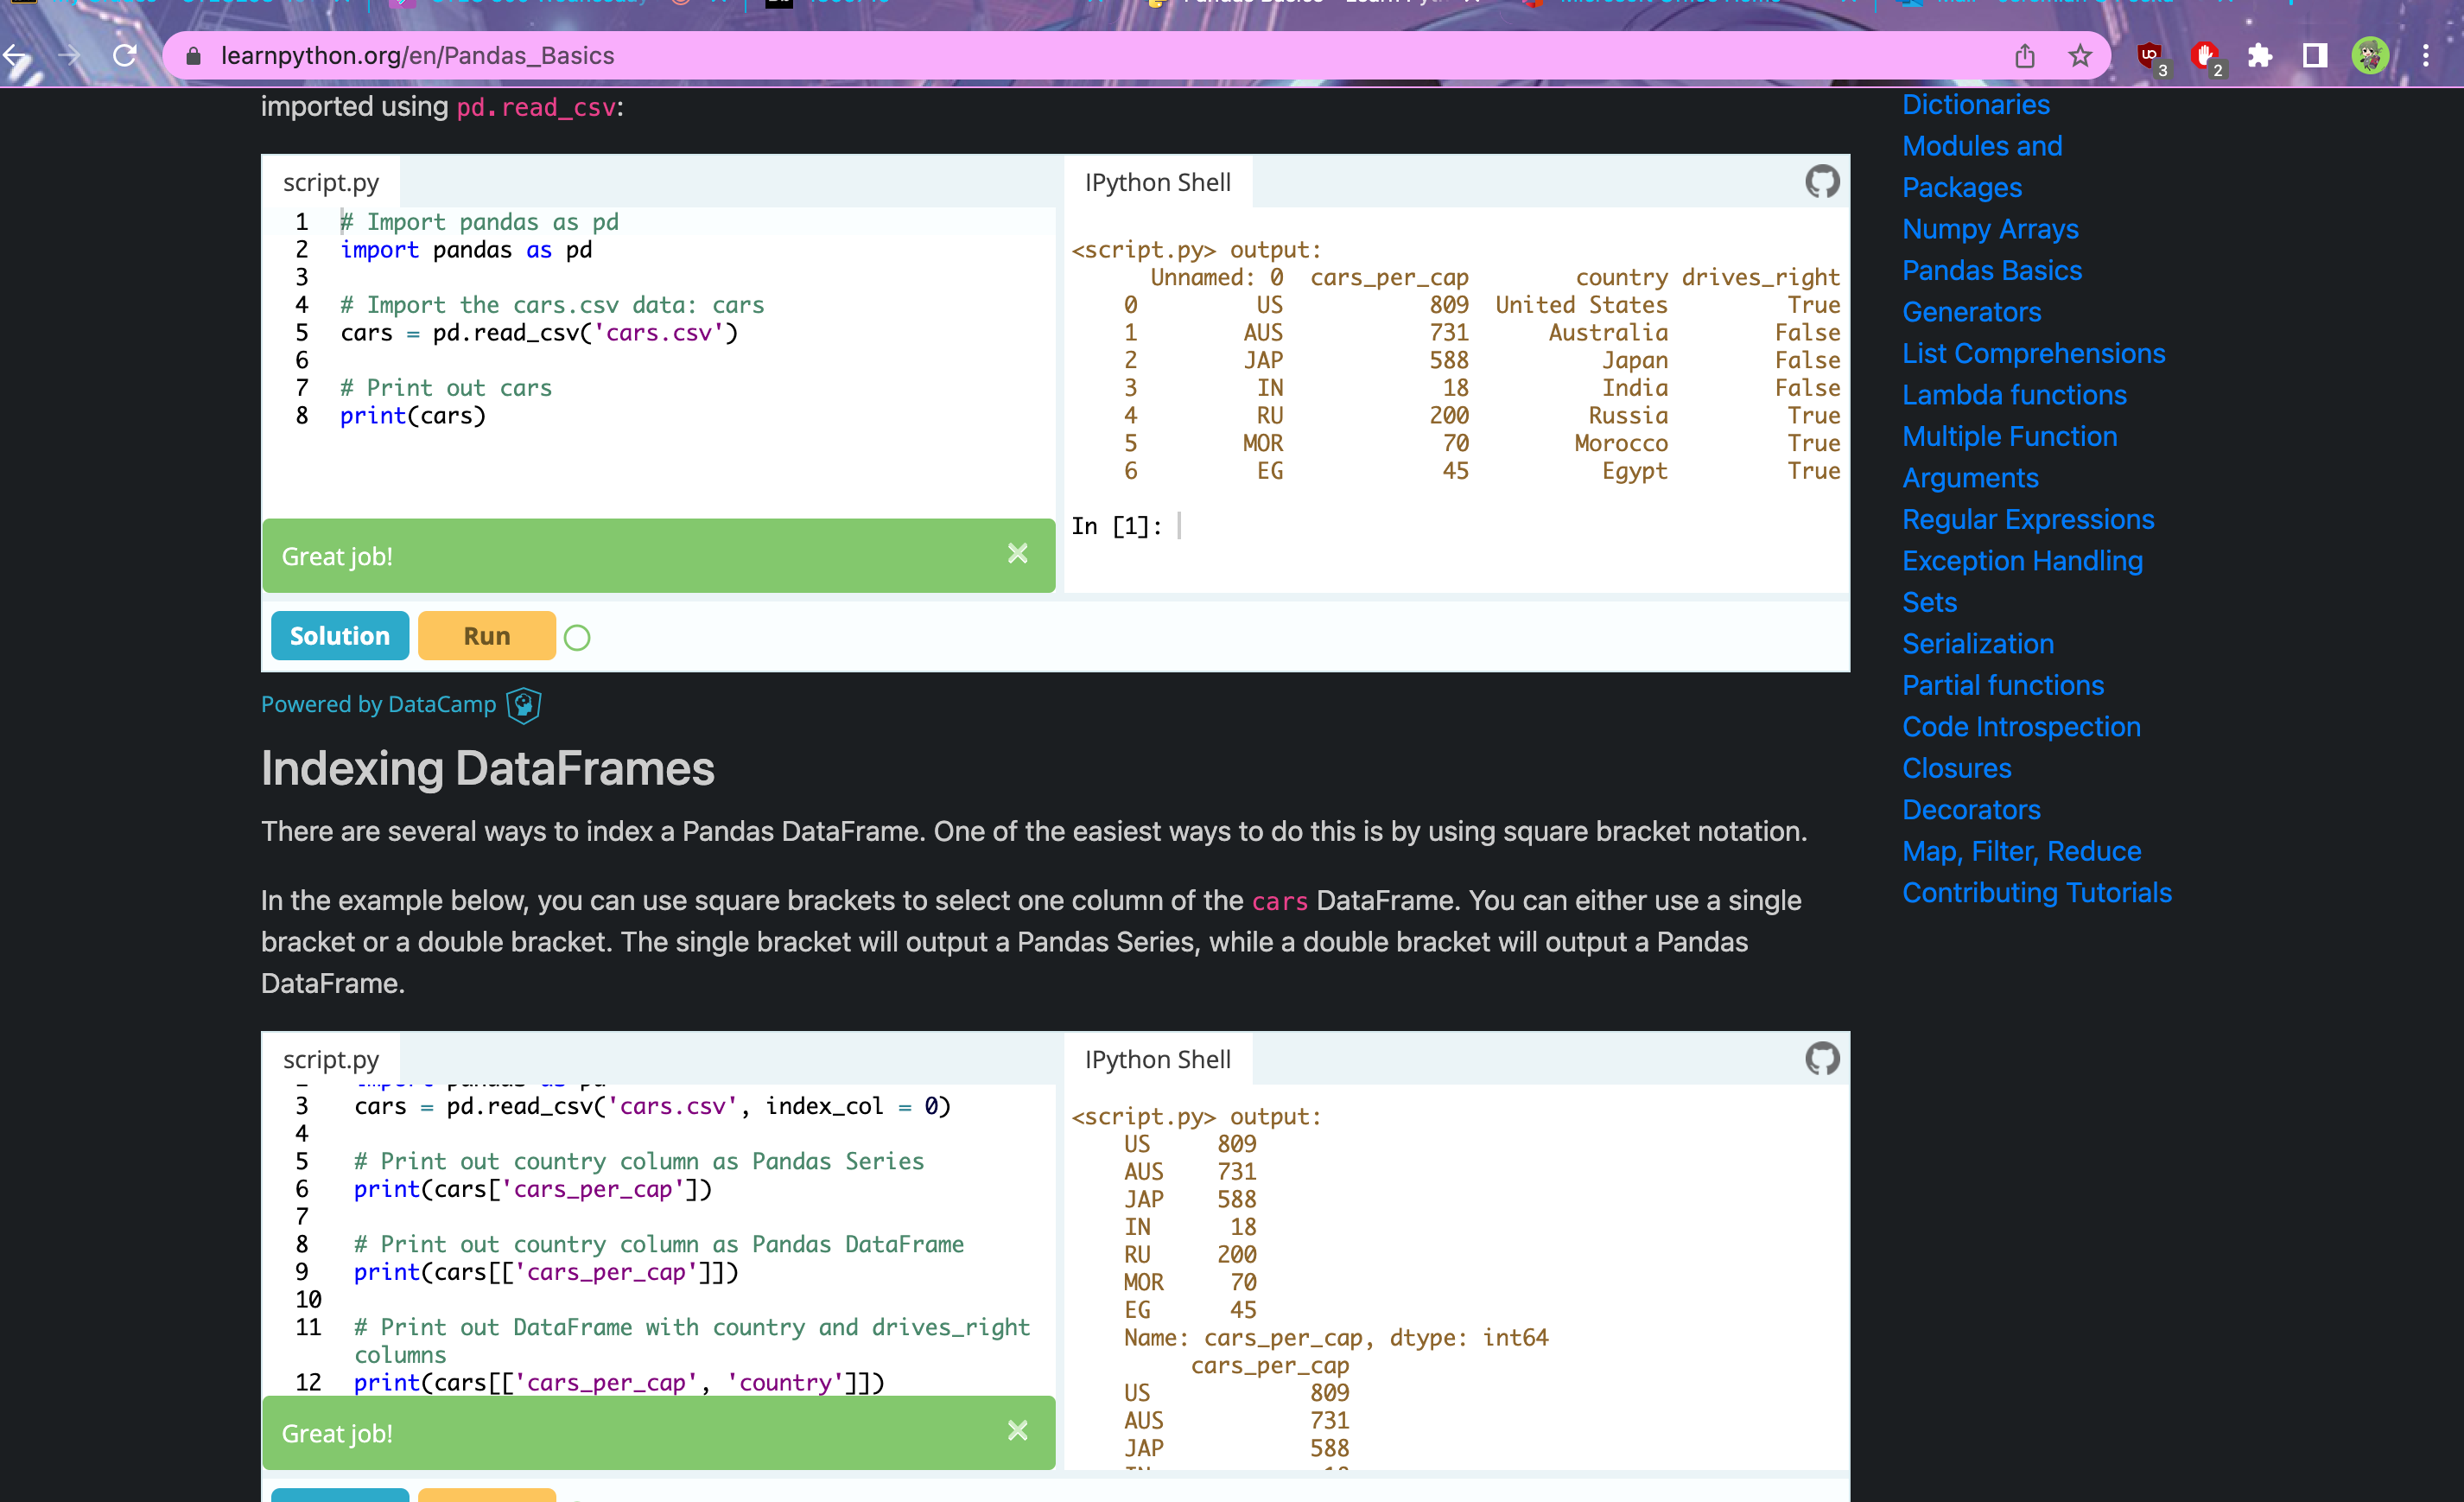 learnpython.org/en/Pandas_Basics
3
2
imported using pd.read_csv:
script.py
1 # Import pandas as pd
2 import pandas as pd
3
4 # Import the cars.csv data: cars
5 cars = pd.read_csv('cars.csv')
6
7 # Print out cars
8 print(cars)
Great job!
Solution
Run
IPython Shell
<script.py> output:
Unnamed: 0 cars_per_cap country drives_right
0 US 809 United States True
1 AUS 731 Australia False
2 JAP 588 Japan False
3 IN 18 India False
4 RU 200 Russia True
5 MOR 70 Morocco True
6 EG 45 Egypt True
In [1]:
Powered by DataCamp
Indexing DataFrames
There are several ways to index a Pandas DataFrame. One of the easiest ways to do this is by using square bracket notation.
In the example below, you can use square brackets to select one column of the cars DataFrame. You can either use a single
bracket or a double bracket. The single bracket will output a Pandas Series, while a double bracket will output a Pandas
DataFrame.
script.py
3 cars = pd.read_csv('cars.csv', index_col = 0)
4
5 # Print out country column as Pandas Series
6 print(cars['cars_per_cap'])
7
8 # Print out country column as Pandas DataFrame
9 print(cars[['cars_per_cap']])
10
11 # Print out DataFrame with country and drives_right
columns
12 print(cars[['cars_per_cap', 'country']])
Great job!
IPython Shell
<script.py> output:
US 809
AUS 731
JAP 588
IN 18
RU 200
MOR 70
EG 45
Name: cars_per_cap, dtype: int64
cars_per_cap
US 809
AUS 731
JAP 588
Dictionaries
Modules and
Packages
Numpy Arrays
Pandas Basics
Generators
List Comprehensions
Lambda functions
Multiple Function
Arguments
Regular Expressions
Exception Handling
Sets
Serialization
Partial functions
Code Introspection
Closures
Decorators
Map, Filter, Reduce
Contributing Tutorials